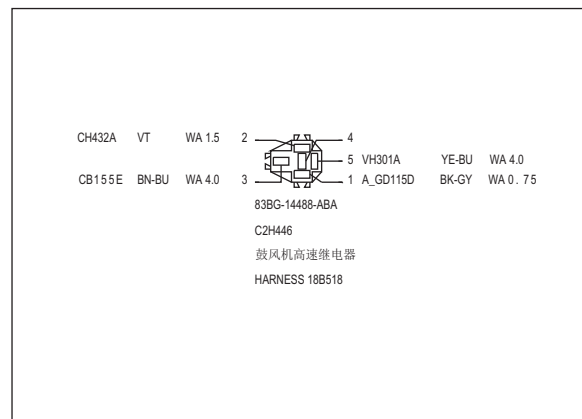 CH432A VT WA 1.5 2 4
5 VH301A YE-BU WA 4.0
CB155E BN-BU WA 4.0 3 1 A_GD115D BK-GY WA 0.75
83BG-14488-ABA
C2H446
鼓风机高速继电器
HARNESS 18B518